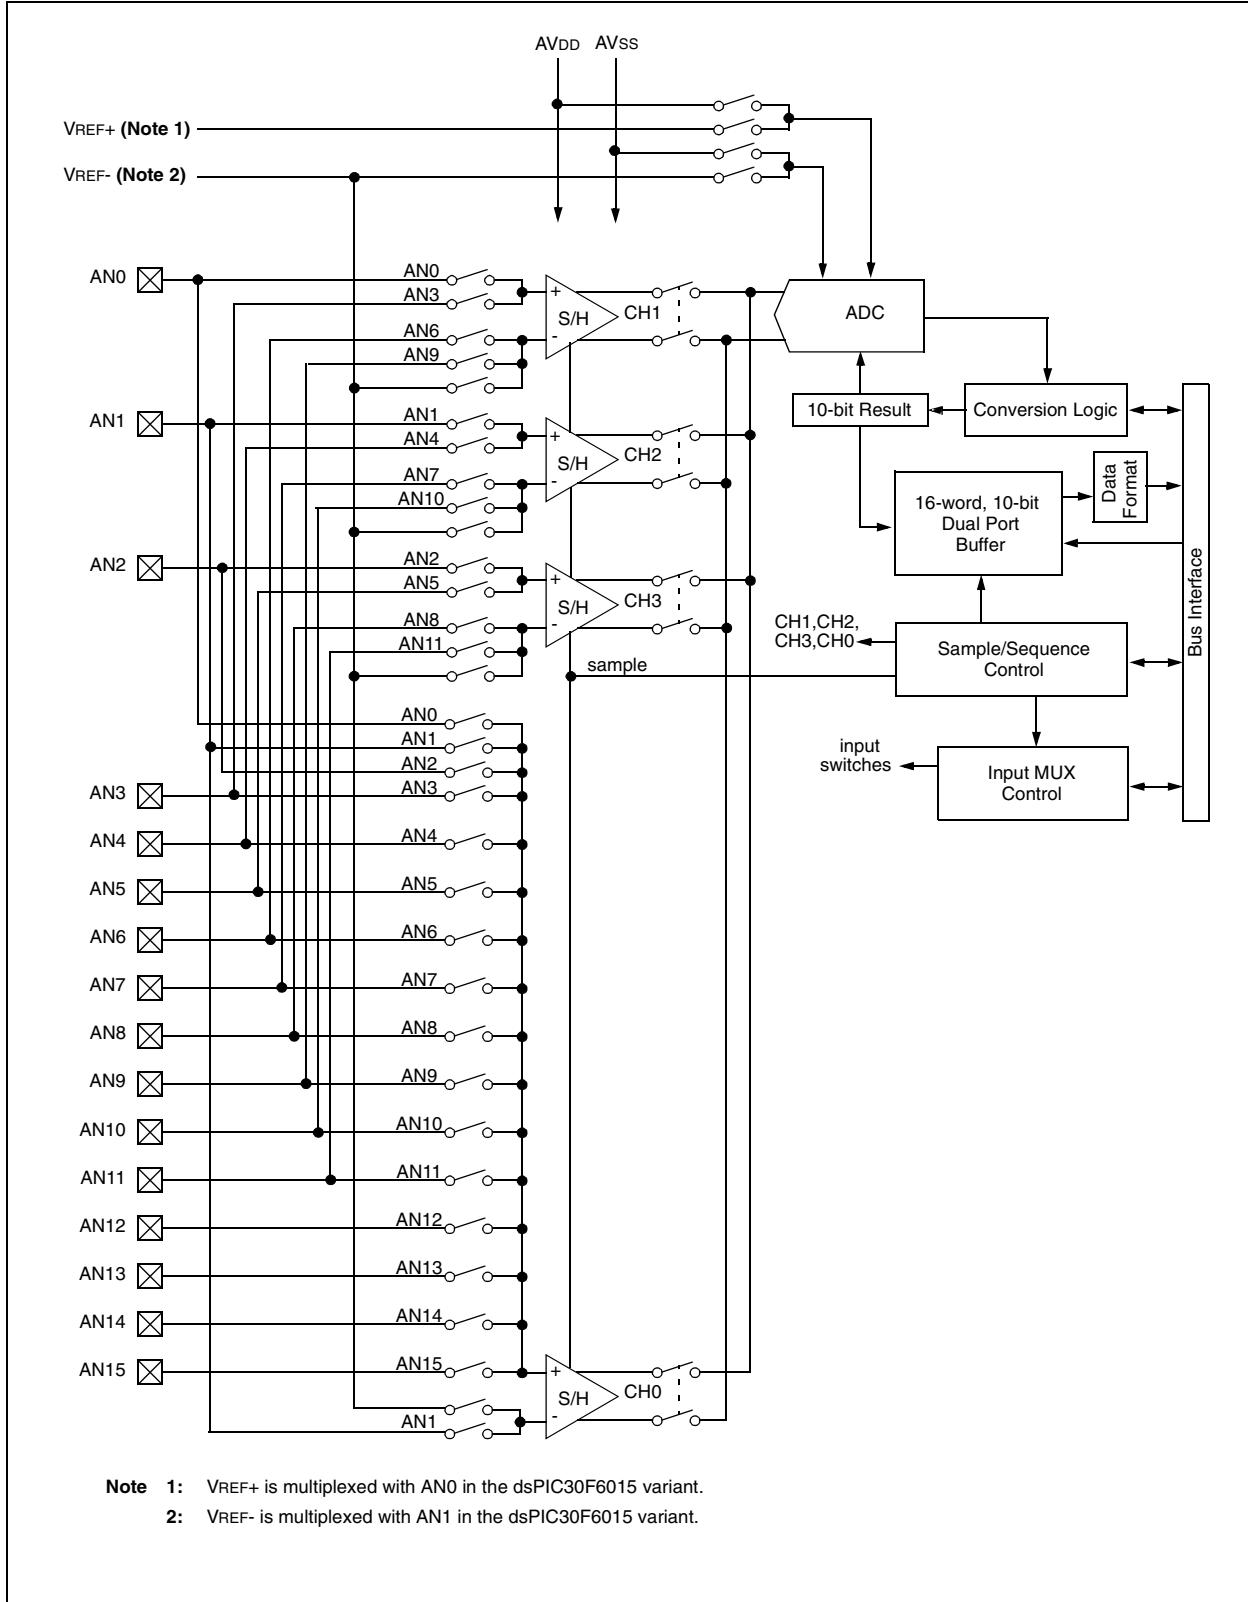 AVDD AVSS
VREF+ (Note 1)
VREF- (Note 2)
AN0
AN0
AN3
+
S/H
-
CH1
ADC
AN6
AN9
10-bit Result
Conversion Logic
AN1
AN1
AN4
+
S/H
-
CH2
AN7
AN10
16-word, 10-bit
Dual Port
Buffer
Data
Format
Bus Interface
AN2
AN2
AN5
+
S/H
-
CH3
AN8
AN11
CH1,CH2,
CH3,CH0
Sample/Sequence
Control
sample
AN0
AN1
AN2
input
switches
Input MUX
Control
AN3
AN3
AN4
AN4
AN5
AN5
AN6
AN6
AN7
AN7
AN8
AN8
AN9
AN9
AN10
AN10
AN11
AN11
AN12
AN12
AN13
AN13
AN14
AN14
AN15
AN15
+
S/H
-
CH0
AN1
Note 1: VREF+ is multiplexed with AN0 in the dsPIC30F6015 variant.
2: VREF- is multiplexed with AN1 in the dsPIC30F6015 variant.